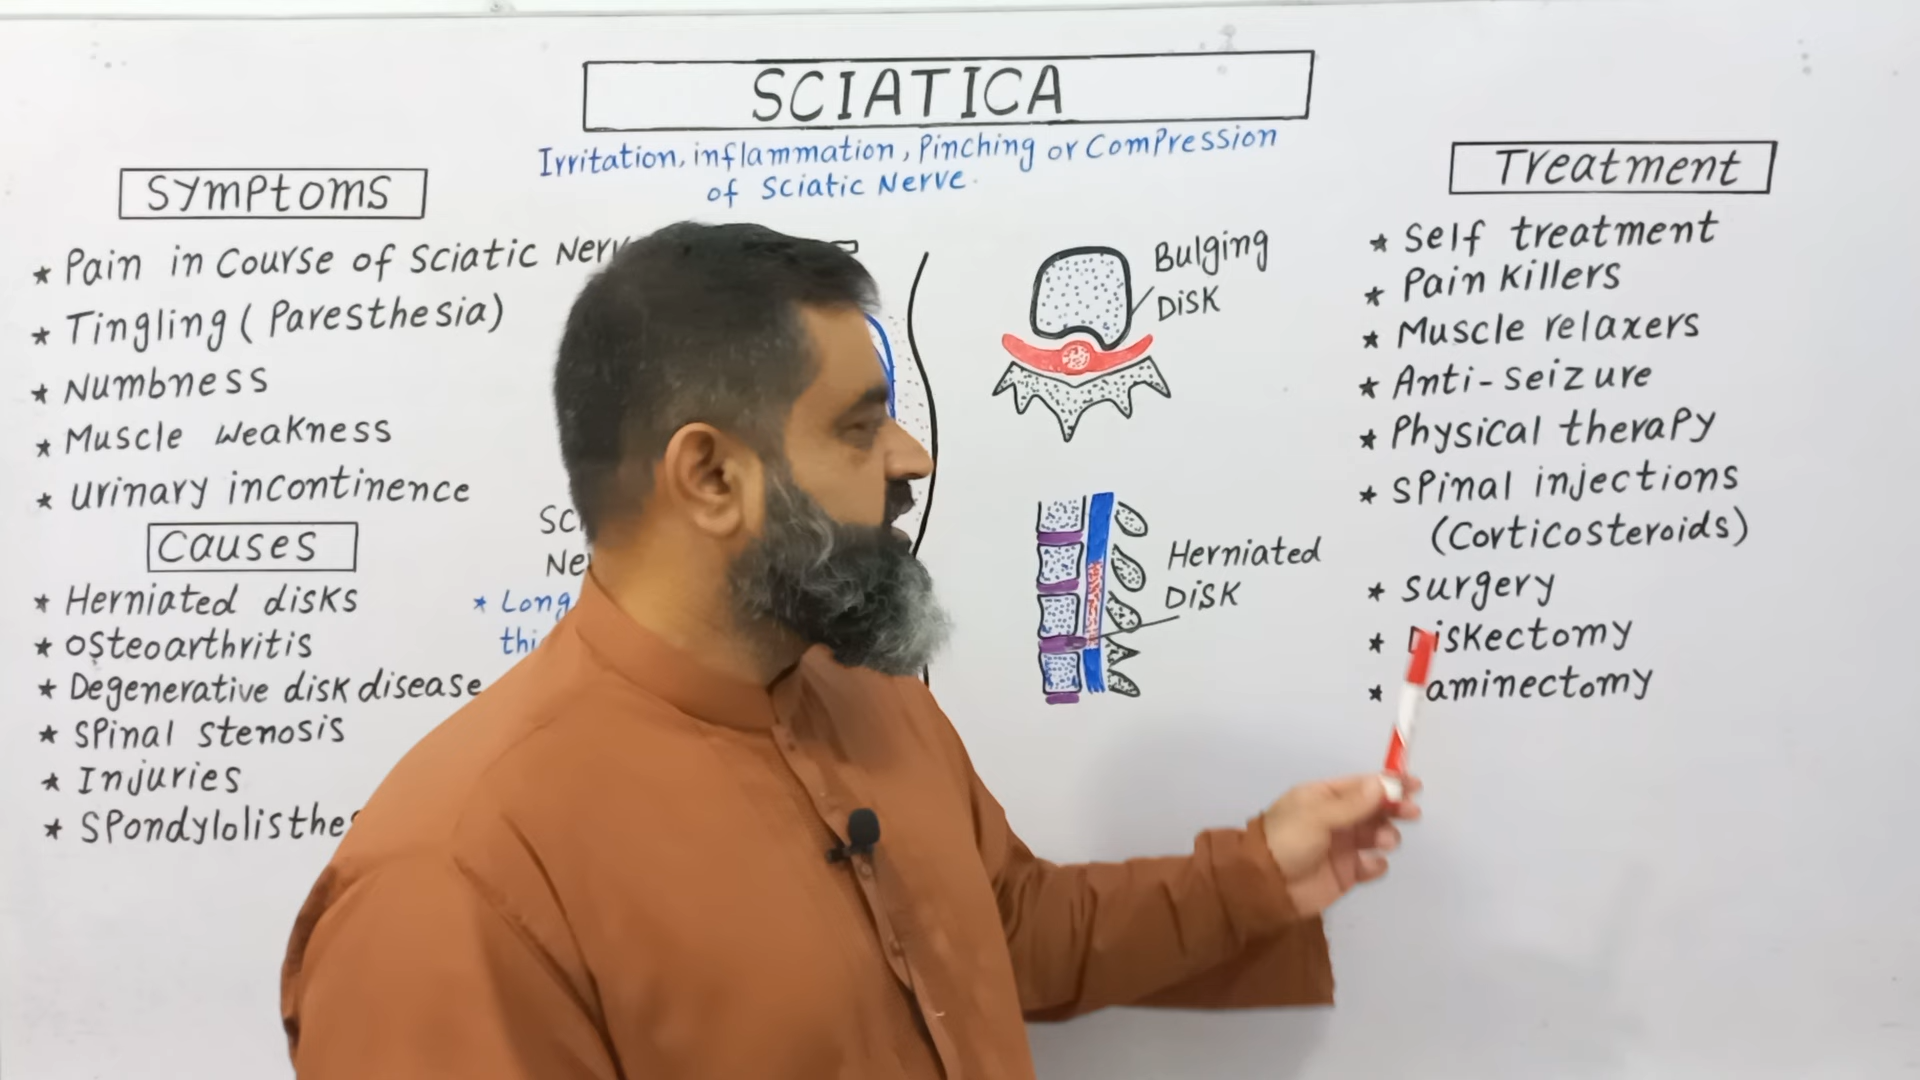 SCIATICA
Irritation, inflammation, Pinching or Compression
of Sciatic Nerve.
Symptoms
* Pain in Course of Sciatic
* Tingling (Paresthesia)
* Numbness
* Muscle weakness
* urinary incontinence
Causes
* Herniated disks
* Osteoarthritis
* Degenerative disk disease
* Spinal stenosis
* Injuries
*
* Long
Bulging
Disk
Herniated
Disk
Treatment
* Self treatment
* Pain Killers
* Muscle relaxers
* Anti-seizure
* Physical therapy
* Spinal injections
(Corticosteroids)
* Surgery
* Diskectomy
*